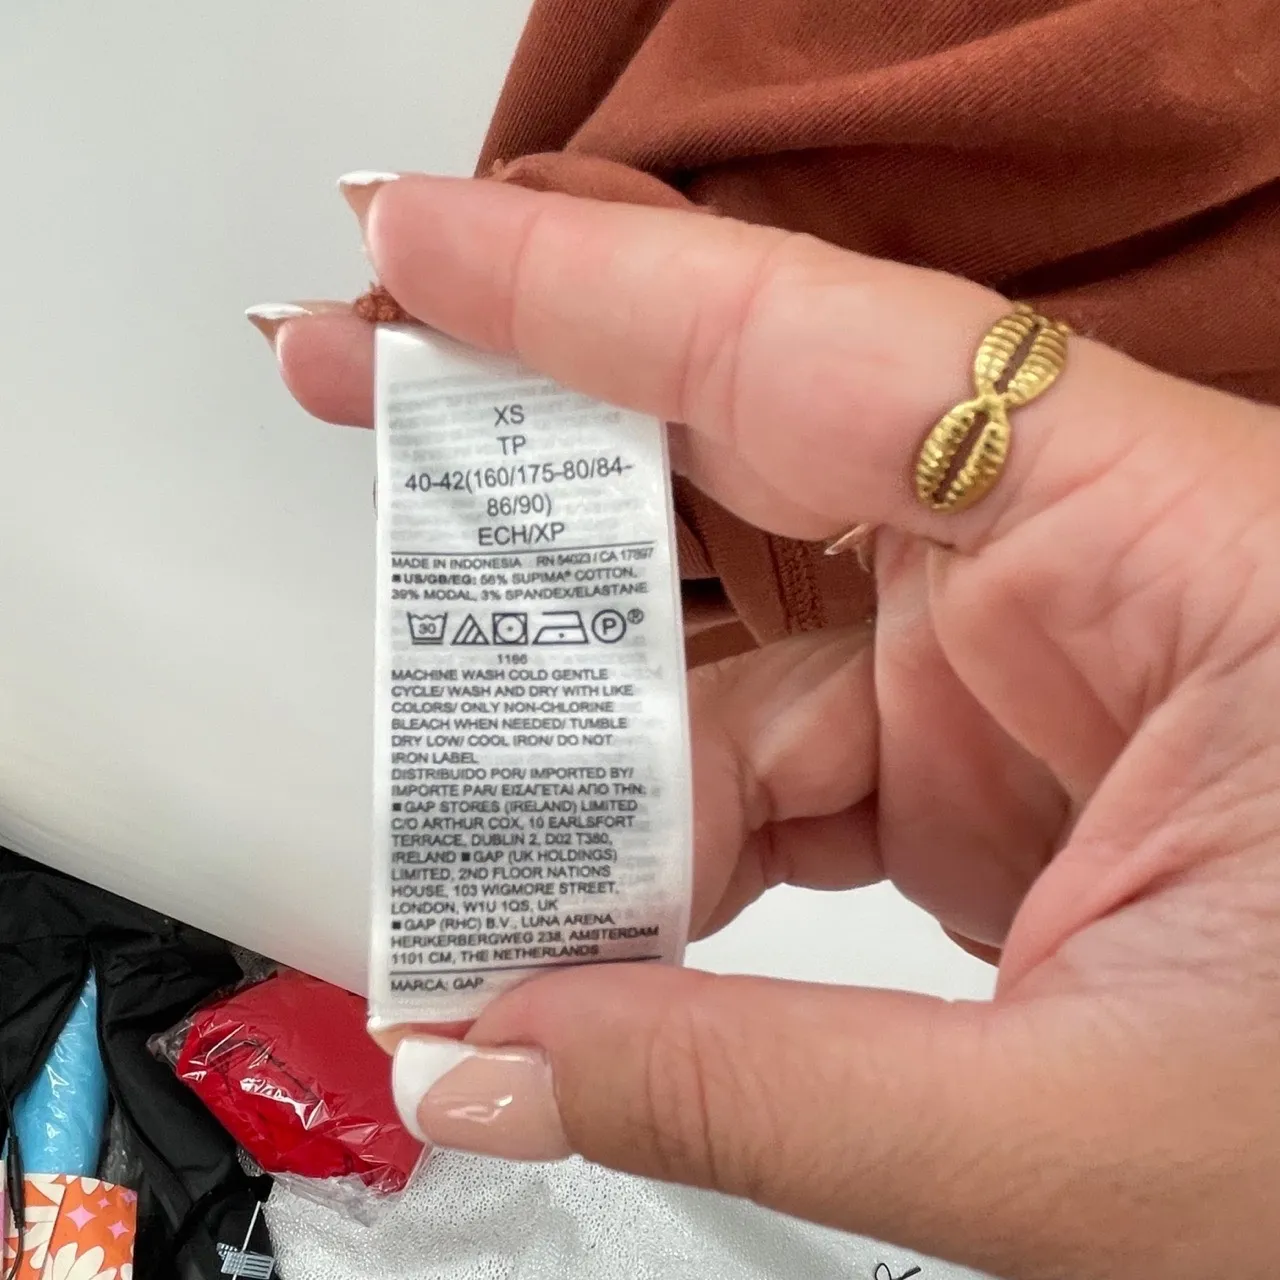 XS
TP
40-42(160/175-80/84-
86/90)
ECH/XP
MADE IN INDONESIA RN 54023 / CA 17897
■ US/GB/EG: 58% SUPIMA® COTTON,
39% MODAL, 3% SPANDEX/ELASTANE
30 P®
1166
MACHINE WASH COLD GENTLE
CYCLE/ WASH AND DRY WITH LIKE
COLORS/ ONLY NON-CHLORINE
BLEACH WHEN NEEDED/ TUMBLE
DRY LOW/ COOL IRON/ DO NOT
IRON LABEL
DISTRIBUIDO POR/ IMPORTED BY/
IMPORTE PAR/ ΕΙΣΑΓΕΤΑΙ ΑΠΟ ΤΗΝ:
■ GAP STORES (IRELAND) LIMITED
C/O ARTHUR COX, 10 EARLSFORT
TERRACE, DUBLIN 2, D02 T380,
IRELAND ■ GAP (UK HOLDINGS)
LIMITED, 2ND FLOOR NATIONS
HOUSE, 103 WIGMORE STREET,
LONDON, W1U 1QS, UK
■ GAP (RHC) B.V., LUNA ARENA,
HERIKERBERGWEG 238, AMSTERDAM
1101 CM, THE NETHERLANDS
MARCA: GAP